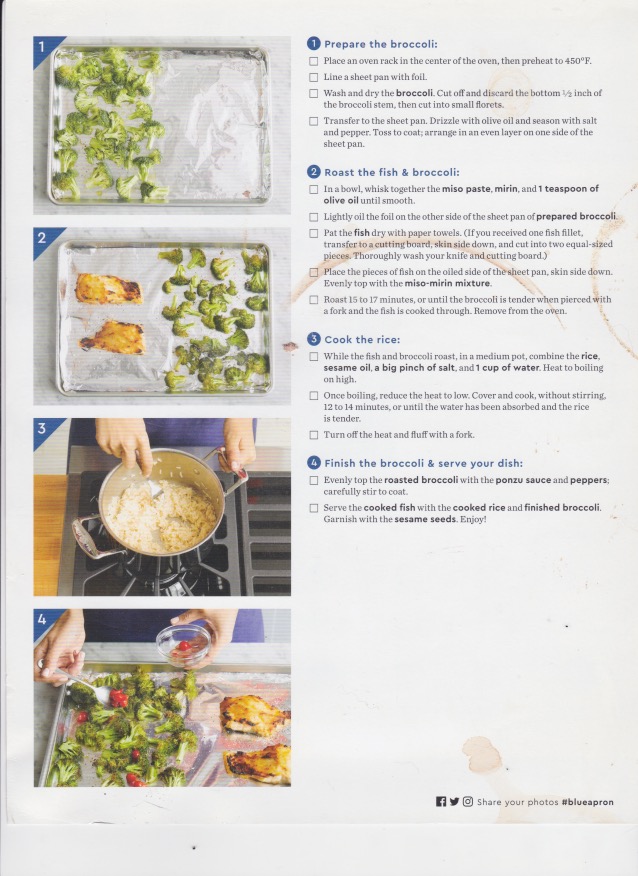 1
1 Prepare the broccoli:
Place an oven rack in the center of the oven, then preheat to 450°F.
Line a sheet pan with foil.
Wash and dry the broccoli. Cut off and discard the bottom ½ inch of
the broccoli stem, then cut into small florets.
Transfer to the sheet pan. Drizzle with olive oil and season with salt
and pepper. Toss to coat; arrange in an even layer on one side of the
sheet pan.
2
2 Roast the fish & broccoli:
In a bowl, whisk together the miso paste, mirin, and 1 teaspoon of
olive oil until smooth.
Lightly oil the foil on the other side of the sheet pan of prepared broccoli.
Pat the fish dry with paper towels. (If you received one fish fillet,
transfer to a cutting board, skin side down, and cut into two equal-sized
pieces. Thoroughly wash your knife and cutting board.)
Place the pieces of fish on the oiled side of the sheet pan, skin side down.
Evenly top with the miso-mirin mixture.
Roast 15 to 17 minutes, or until the broccoli is tender when pierced with
a fork and the fish is cooked through. Remove from the oven.
3
3 Cook the rice:
While the fish and broccoli roast, in a medium pot, combine the rice,
sesame oil, a big pinch of salt, and 1 cup of water. Heat to boiling
on high.
Once boiling, reduce the heat to low. Cover and cook, without stirring,
12 to 14 minutes, or until the water has been absorbed and the rice
is tender.
Turn off the heat and fluff with a fork.
4
4 Finish the broccoli & serve your dish:
Evenly top the roasted broccoli with the ponzu sauce and peppers;
carefully stir to coat.
Serve the cooked fish with the cooked rice and finished broccoli.
Garnish with the sesame seeds. Enjoy!
Share your photos #blueapron